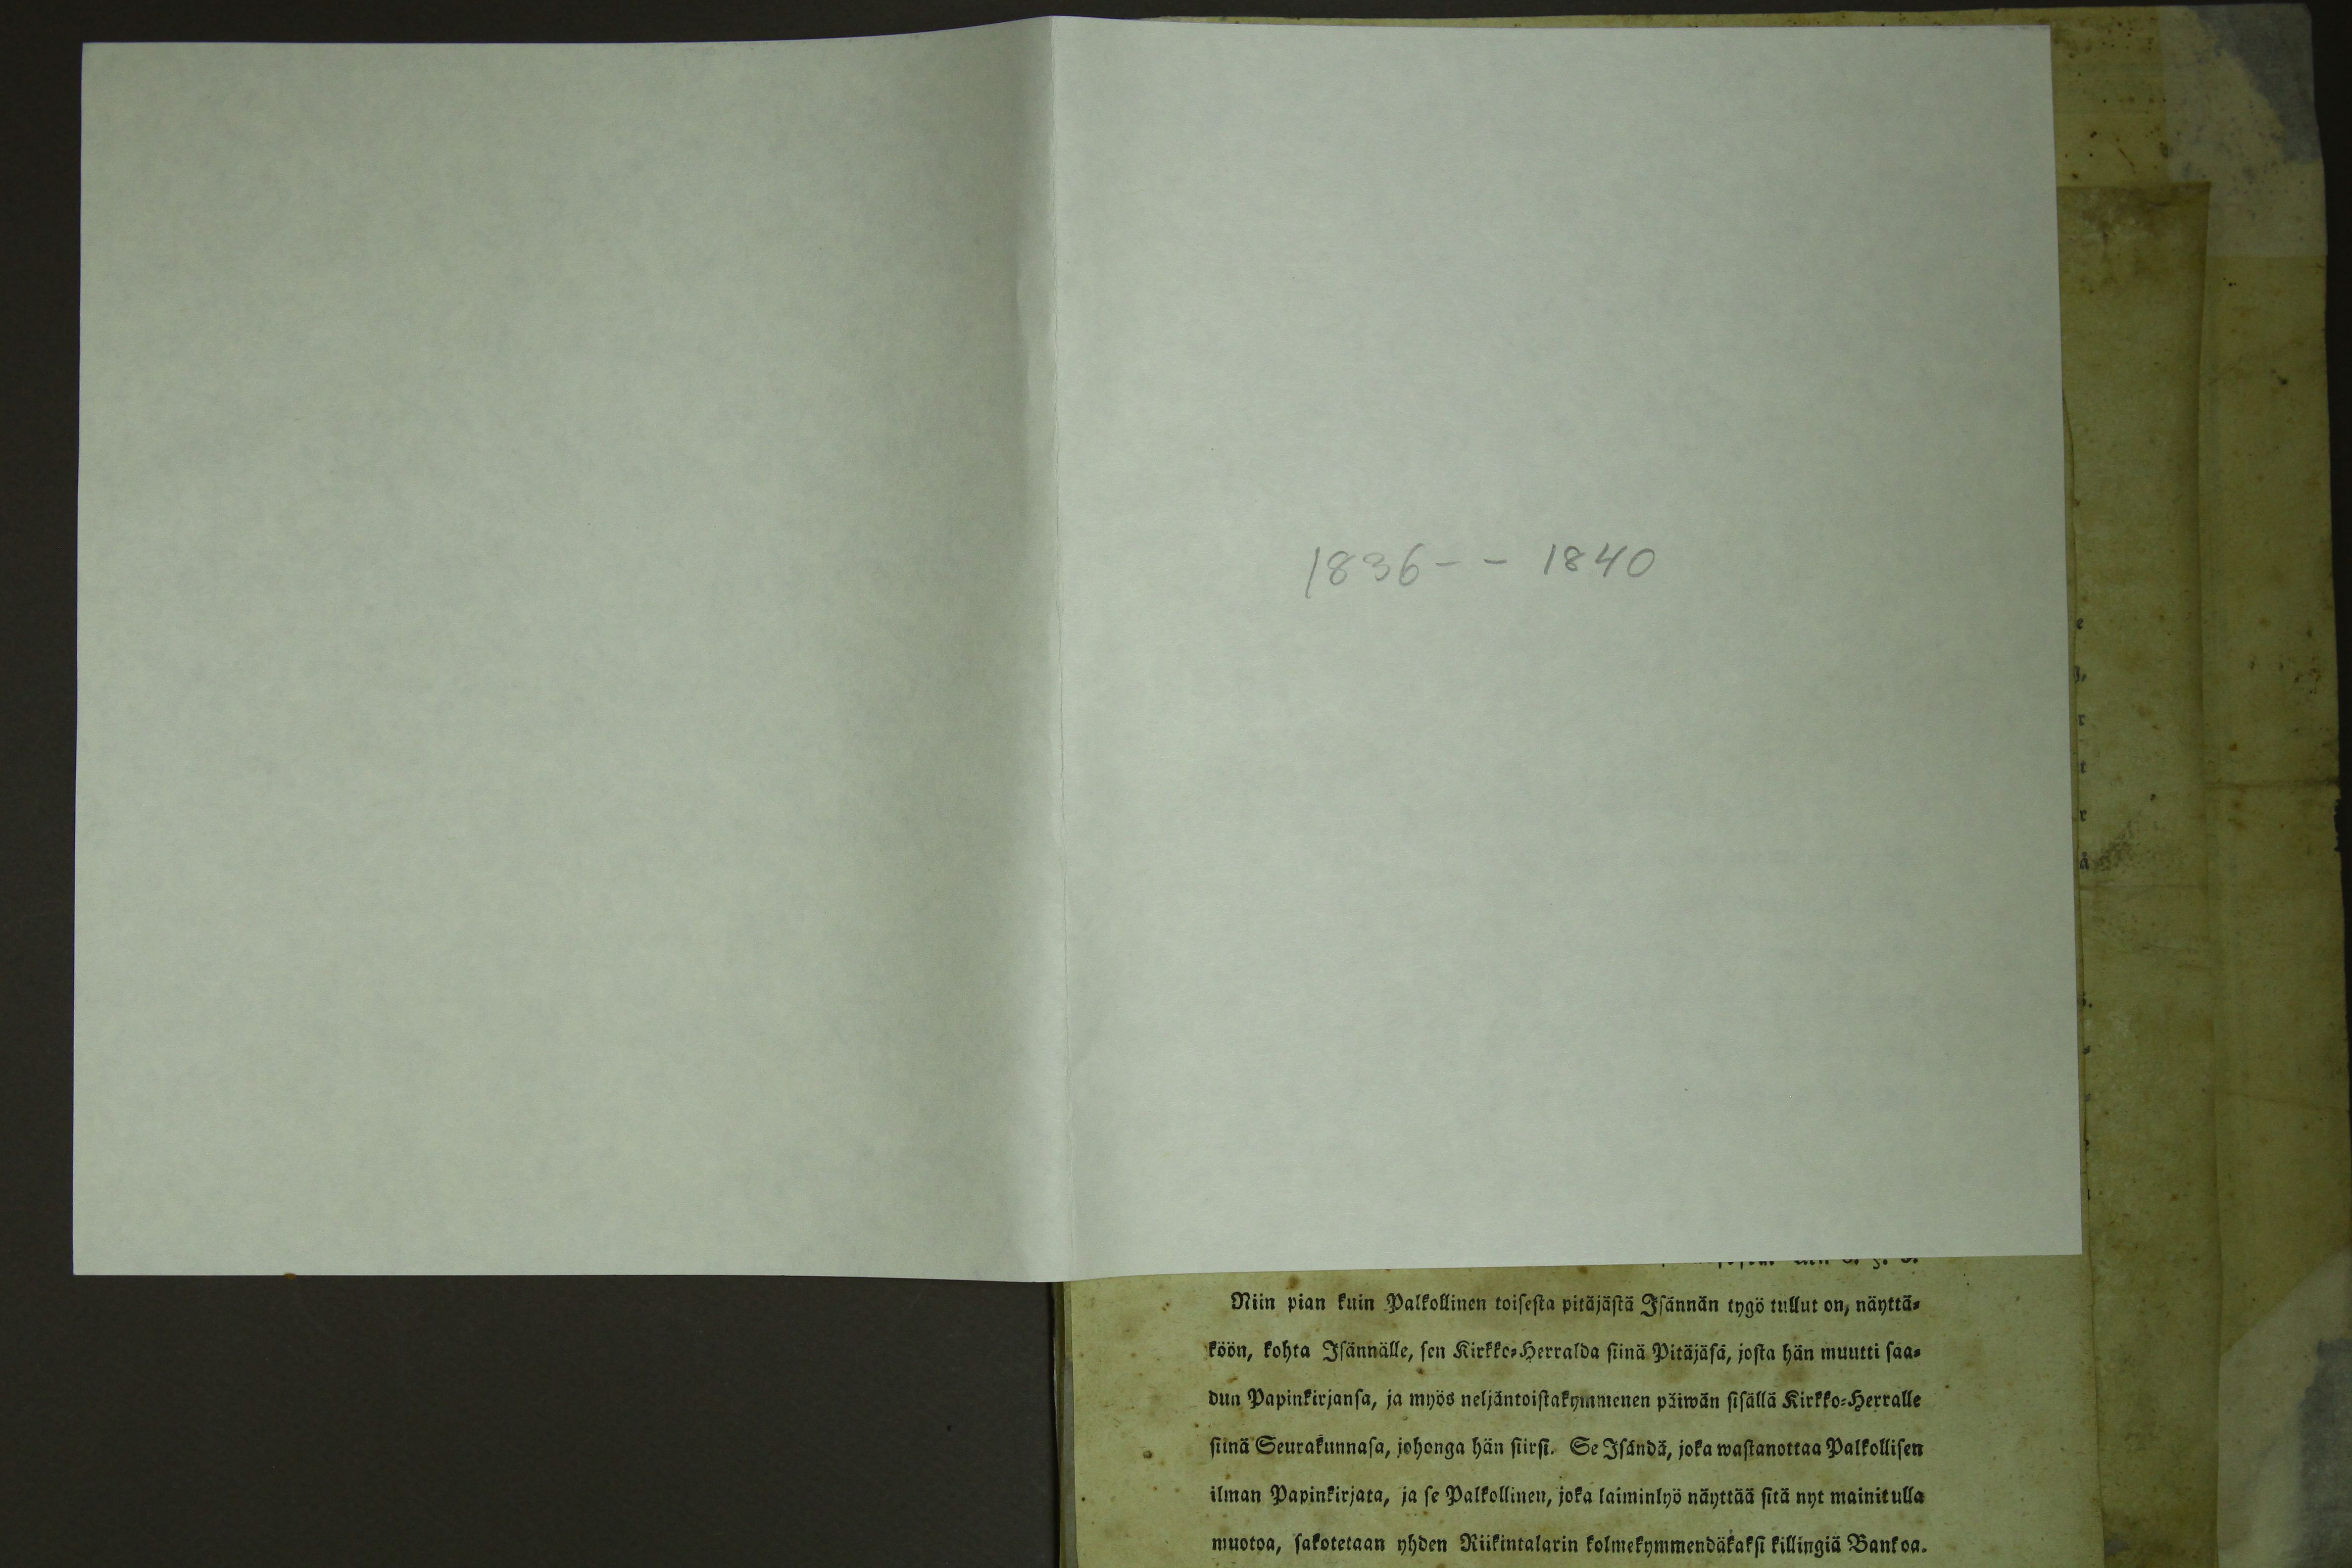 1836-- 1840
Niin pian kuin Palkollinen toisesta pitäjästä Isännän tygö tullut on, näyttä-
köön, kohta Isännälle, sen Kirkko-Herralda siinä Pitäjäsä, josta hän muutti saa-
dun Papinkirjansa, ja myös neljäntoistakymmenen päiwän sisällä Kirkko-Herralle
siinä Seurakunnasa, johonga hän siirsi. Se Isändä, joka wastanottaa Palkollisen
ilman Papinkirjata, ja se Palkollinen, joka laiminlyö näyttää sitä nyt mainitulla
muotoa, sakotetaan yhden Riikintalarin kolmekymmendäkaksi killingiä Bankoa.